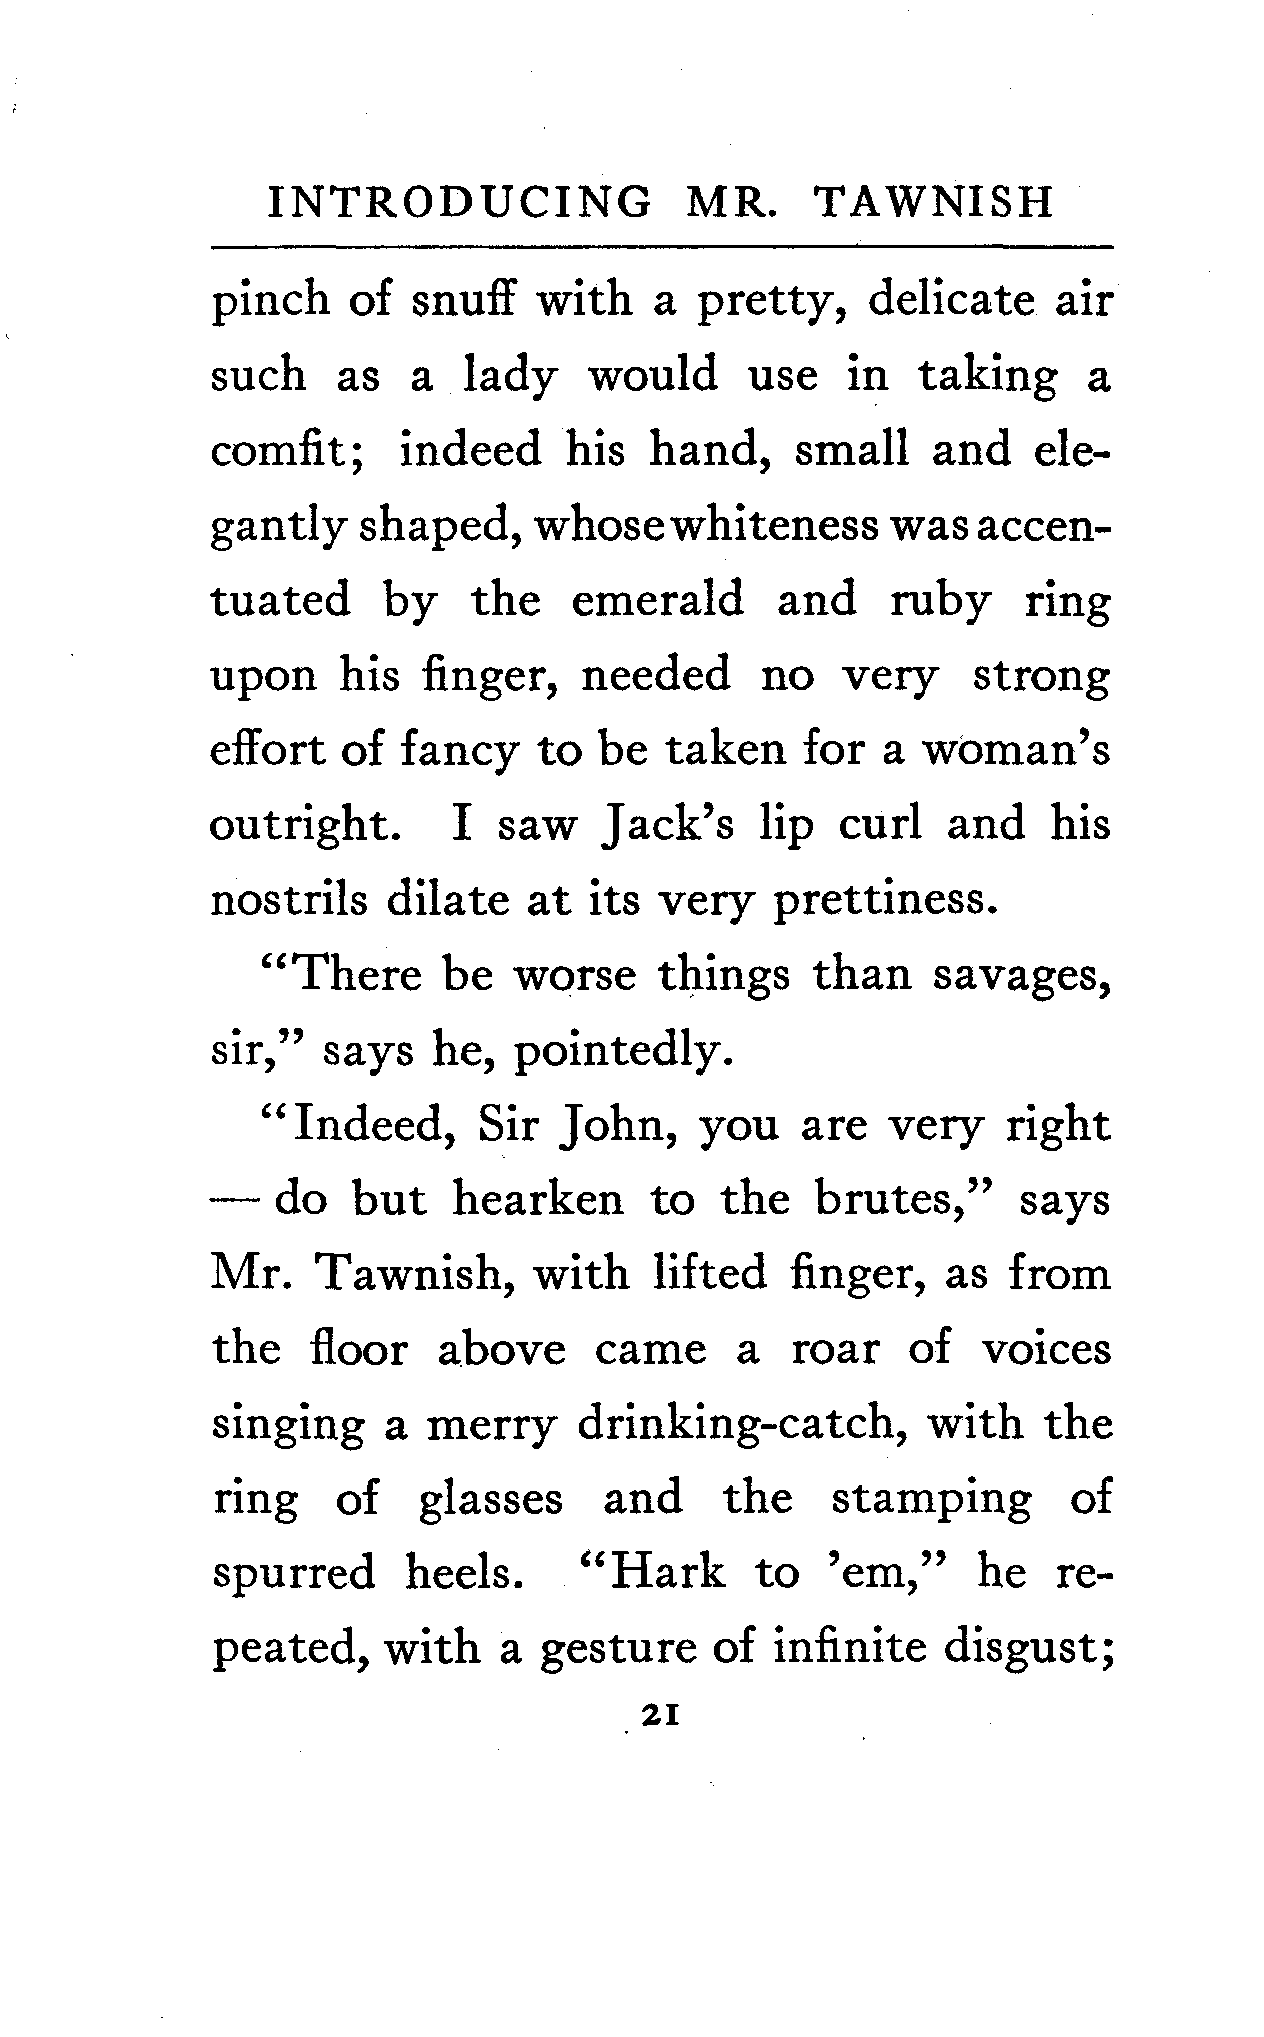 INTRODUCING MR. TAWNISH
pinch of snuff with a pretty, delicate air
such as a lady would use in taking a
comfit; indeed his hand, small and ele-
gantly shaped, whose whiteness was accen-
tuated by the emerald and ruby ring
upon his finger, needed no very strong
effort of fancy to be taken for a woman's
outright. I saw Jack's lip curl and his
nostrils dilate at its very prettiness.
"There be worse things than savages,
sir," says he, pointedly.
"Indeed, Sir John, you are very right
— do but hearken to the brutes," says
Mr. Tawnish, with lifted finger, as from
the floor above came a roar of voices
singing a merry drinking-catch, with the
ring of glasses and the stamping of
spurred heels. "Hark to 'em," he re-
peated, with a gesture of infinite disgust;
21